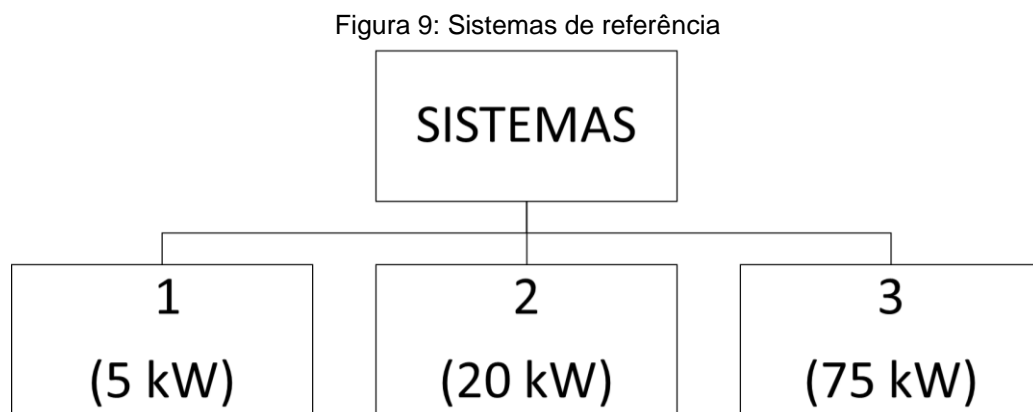 Figura 9: Sistemas de referência
SISTEMAS
1
(5 kW)
2
(20 kW)
3
(75 kW)